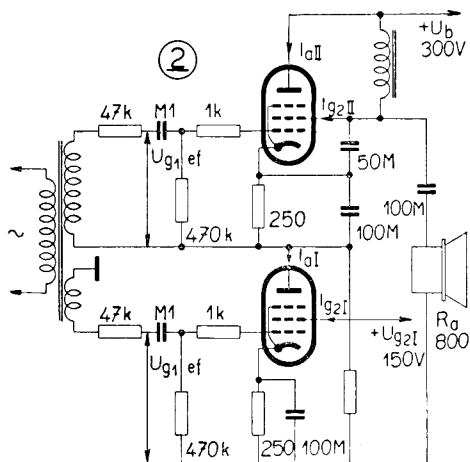 2
IaII
+Ub
300V
47k
M1
1k
Ig2II
Ug1 ef
50M
470k
250
100M
100M
IaI
47k
M1
1k
Ig2I
+Ug2I
150V
Ra
800
Ug1 ef
470k
250
100M
~